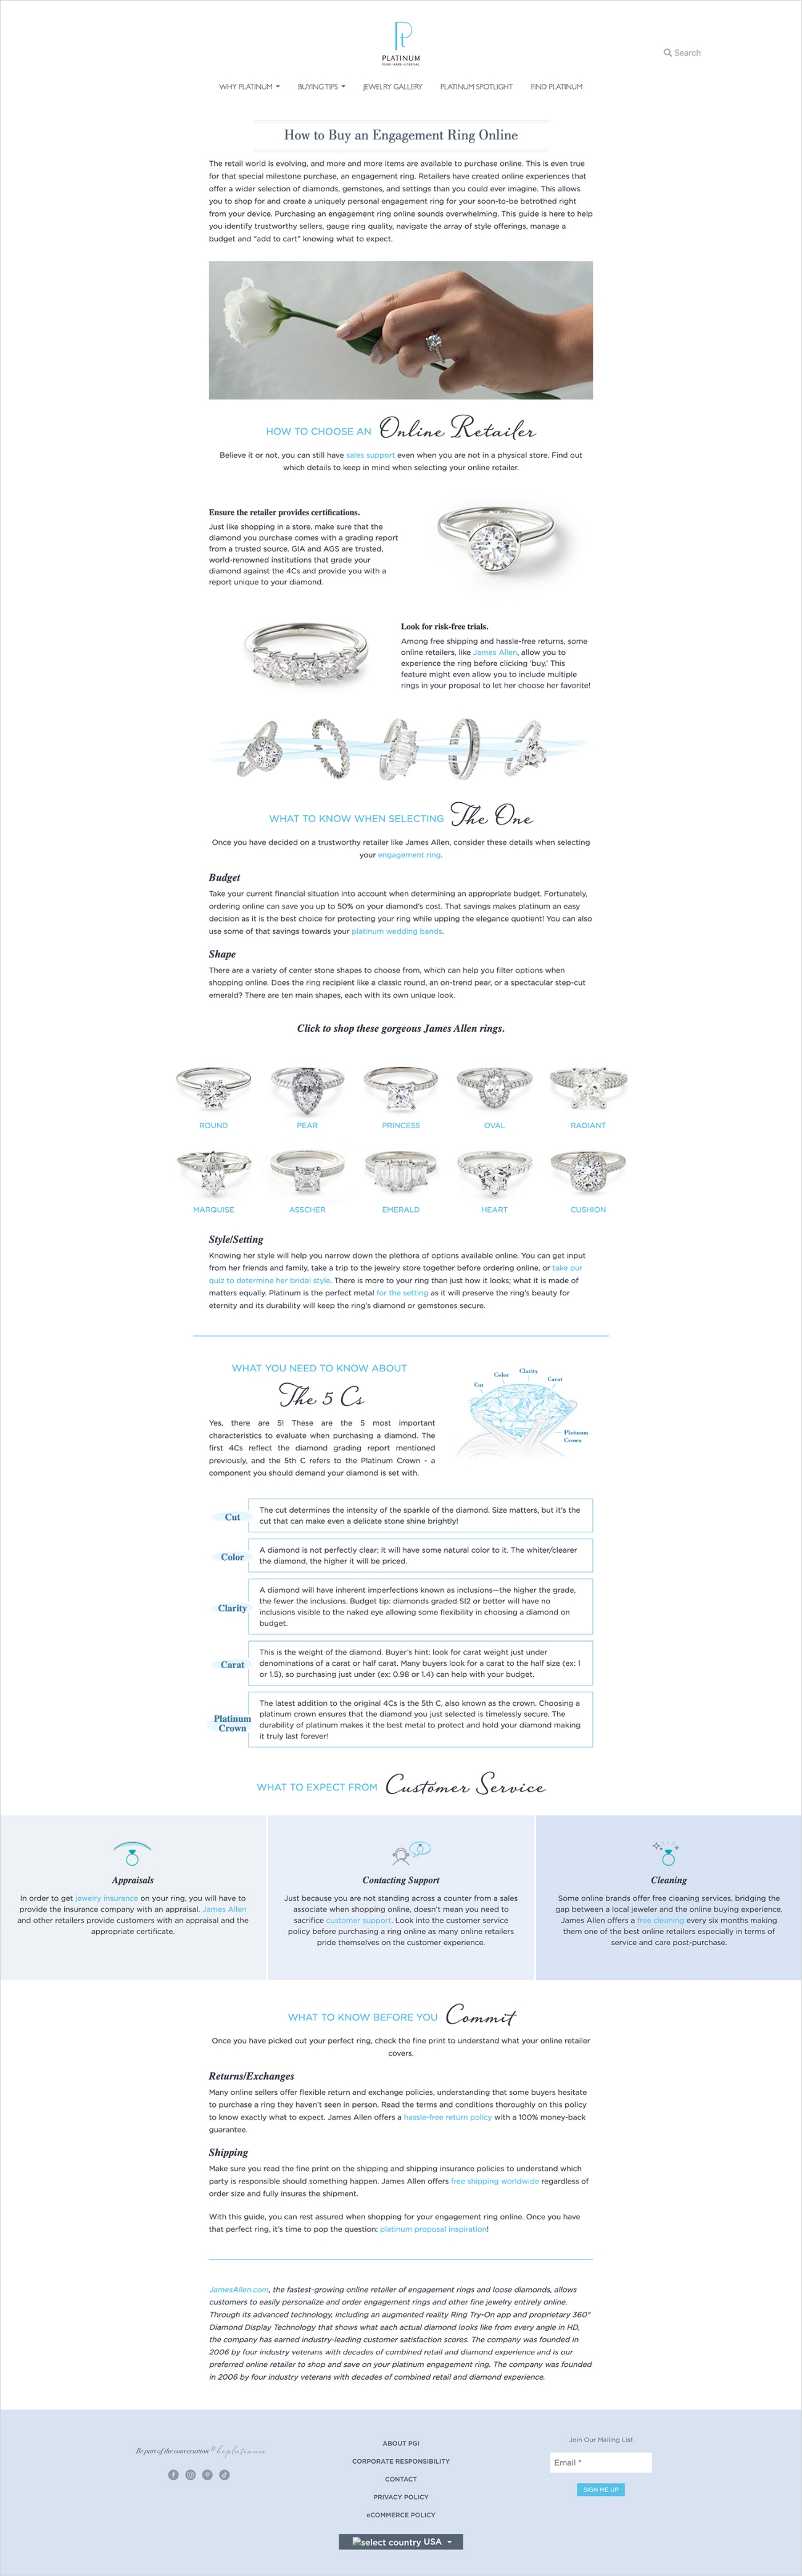 PLATINUM
PURE • RARE • ETERNAL
Search
WHY PLATINUM
BUYING TIPS
JEWELRY GALLERY
PLATINUM SPOTLIGHT
FIND PLATINUM
How to Buy an Engagement Ring Online
The retail world is evolving, and more and more items are available to purchase online. This is even true
for that special milestone purchase, an engagement ring. Retailers have created online experiences that
offer a wider selection of diamonds, gemstones, and settings than you could ever imagine. This allows
you to shop for and create a uniquely personal engagement ring for your soon-to-be betrothed right
from your device. Purchasing an engagement ring online sounds overwhelming. This guide is here to help
you identify trustworthy sellers, gauge ring quality, navigate the array of style offerings, manage a
budget and "add to cart" knowing what to expect.
HOW TO CHOOSE AN Online Retailer
Believe it or not, you can still have sales support even when you are not in a physical store. Find out
which details to keep in mind when selecting your online retailer.
Ensure the retailer provides certifications.
Just like shopping in a store, make sure that the
diamond you purchase comes with a grading report
from a trusted source. GIA and AGS are trusted,
world-renowned institutions that grade your
diamond against the 4Cs and provide you with a
report unique to your diamond.
Look for risk-free trials.
Among free shipping and hassle-free returns, some
online retailers, like James Allen, allow you to
experience the ring before clicking 'buy.' This
feature might even allow you to include multiple
rings in your proposal to let her choose her favorite!
WHAT TO KNOW WHEN SELECTING The One
Once you have decided on a trustworthy retailer like James Allen, consider these details when selecting
your engagement ring.
Budget
Take your current financial situation into account when determining an appropriate budget. Fortunately,
ordering online can save you up to 50% on your diamond's cost. That savings makes platinum an easy
decision as it is the best choice for protecting your ring while upping the elegance quotient! You can also
use some of that savings towards your platinum wedding bands.
Shape
There are a variety of center stone shapes to choose from, which can help you filter options when
shopping online. Does the ring recipient like a classic round, an on-trend pear, or a spectacular step-cut
emerald? There are ten main shapes, each with its own unique look.
Click to shop these gorgeous James Allen rings.
ROUND
PEAR
PRINCESS
OVAL
RADIANT
MARQUISE
ASSCHER
EMERALD
HEART
CUSHION
Style/Setting
Knowing her style will help you narrow down the plethora of options available online. You can get input
from her friends and family, take a trip to the jewelry store together before ordering online, or take our
quiz to determine her bridal style. There is more to your ring than just how it looks; what it is made of
matters equally. Platinum is the perfect metal for the setting as it will preserve the ring's beauty for
eternity and its durability will keep the ring's diamond or gemstones secure.
WHAT YOU NEED TO KNOW ABOUT
The 5 Cs
Yes, there are 5! These are the 5 most important
characteristics to evaluate when purchasing a diamond. The
first 4Cs reflect the diamond grading report mentioned
previously, and the 5th C refers to the Platinum Crown - a
component you should demand your diamond is set with.
Cut
Color
Clarity
Carat
Platinum
Crown
Cut
The cut determines the intensity of the sparkle of the diamond. Size matters, but it's the
cut that can make even a delicate stone shine brightly!
Color
A diamond is not perfectly clear; it will have some natural color to it. The whiter/clearer
the diamond, the higher it will be priced.
Clarity
A diamond will have inherent imperfections known as inclusions—the higher the grade,
the fewer the inclusions. Budget tip: diamonds graded SI2 or better will have no
inclusions visible to the naked eye allowing some flexibility in choosing a diamond on
budget.
Carat
This is the weight of the diamond. Buyer's hint: look for carat weight just under
denominations of a carat or half carat. Many buyers look for a carat to the half size (ex: 1
or 1.5), so purchasing just under (ex: 0.98 or 1.4) can help with your budget.
Platinum
Crown
The latest addition to the original 4Cs is the 5th C, also known as the crown. Choosing a
platinum crown ensures that the diamond you just selected is timelessly secure. The
durability of platinum makes it the best metal to protect and hold your diamond making
it truly last forever!
WHAT TO EXPECT FROM Customer Service
Appraisals
In order to get jewelry insurance on your ring, you will have to
provide the insurance company with an appraisal. James Allen
and other retailers provide customers with an appraisal and the
appropriate certificate.
Contacting Support
Just because you are not standing across a counter from a sales
associate when shopping online, doesn't mean you need to
sacrifice customer support. Look into the customer service
policy before purchasing a ring online as many online retailers
pride themselves on the customer experience.
Cleaning
Some online brands offer free cleaning services, bridging the
gap between a local jeweler and the online buying experience.
James Allen offers a free cleaning every six months making
them one of the best online retailers especially in terms of
service and care post-purchase.
WHAT TO KNOW BEFORE YOU Commit
Once you have picked out your perfect ring, check the fine print to understand what your online retailer
covers.
Returns/Exchanges
Many online sellers offer flexible return and exchange policies, understanding that some buyers hesitate
to purchase a ring they haven't seen in person. Read the terms and conditions thoroughly on this policy
to know exactly what to expect. James Allen offers a hassle-free return policy with a 100% money-back
guarantee.
Shipping
Make sure you read the fine print on the shipping and shipping insurance policies to understand which
party is responsible should something happen. James Allen offers free shipping worldwide regardless of
order size and fully insures the shipment.
With this guide, you can rest assured when shopping for your engagement ring online. Once you have
that perfect ring, it's time to pop the question: platinum proposal inspiration!
JamesAllen.com, the fastest-growing online retailer of engagement rings and loose diamonds, allows
customers to easily personalize and order engagement rings and other fine jewelry entirely online.
Through its advanced technology, including an augmented reality Ring Try-On app and proprietary 360°
Diamond Display Technology that shows what each actual diamond looks like from every angle in HD,
the company has earned industry-leading customer satisfaction scores. The company was founded in
2006 by four industry veterans with decades of combined retail and diamond experience and is our
preferred online retailer to shop and save on your platinum engagement ring. The company was founded
in 2006 by four industry veterans with decades of combined retail and diamond experience.
Be part of the conversation @beplatinum
ABOUT PGI
CORPORATE RESPONSIBILITY
CONTACT
PRIVACY POLICY
eCOMMERCE POLICY
select country USA
Join Our Mailing List
Email *
SIGN ME UP